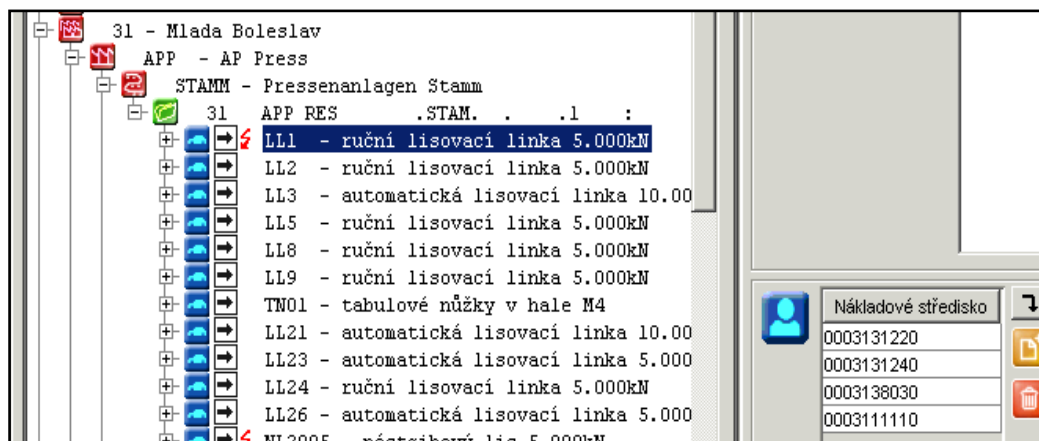 31 - Mlada Boleslav
APP - AP Press
STAMM - Pressenanlagen Stamm
31 APP RES .STAM. . .1 :
LL1 - ruční lisovací linka 5.000kN
LL2 - ruční lisovací linka 5.000kN
LL3 - automatická lisovací linka 10.00
LL5 - ruční lisovací linka 5.000kN
LL8 - ruční lisovací linka 5.000kN
LL9 - ruční lisovací linka 5.000kN
TN01 - tabulové nůžky v hale M4
LL21 - automatická lisovací linka 10.00
LL23 - automatická lisovací linka 5.000
LL24 - ruční lisovací linka 5.000kN
LL26 - automatická lisovací linka 5.000
5.000kN
Nákladové středisko
0003131220
0003131240
0003138030
0003111110